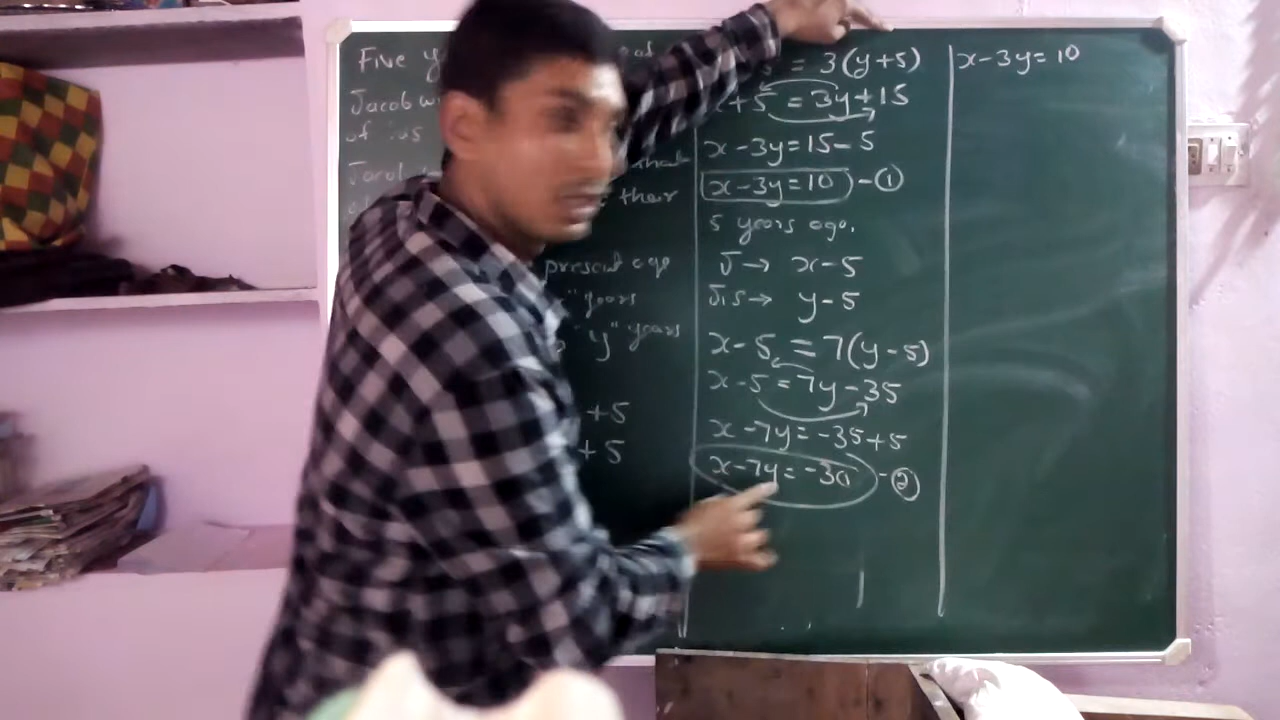 Five
Jacob w
of is
that
their
present age
years
"y" years
+5
+5
= 3(y+5)
x+5 = 3y+15
x-3y=15-5
x-3y=10 -①
5 years ago.
J → x-5
J's → y-5
x-5 = 7(y-5)
x-5 = 7y-35
x-7y=-35+5
x-7y=-30 -②
x-3y=10